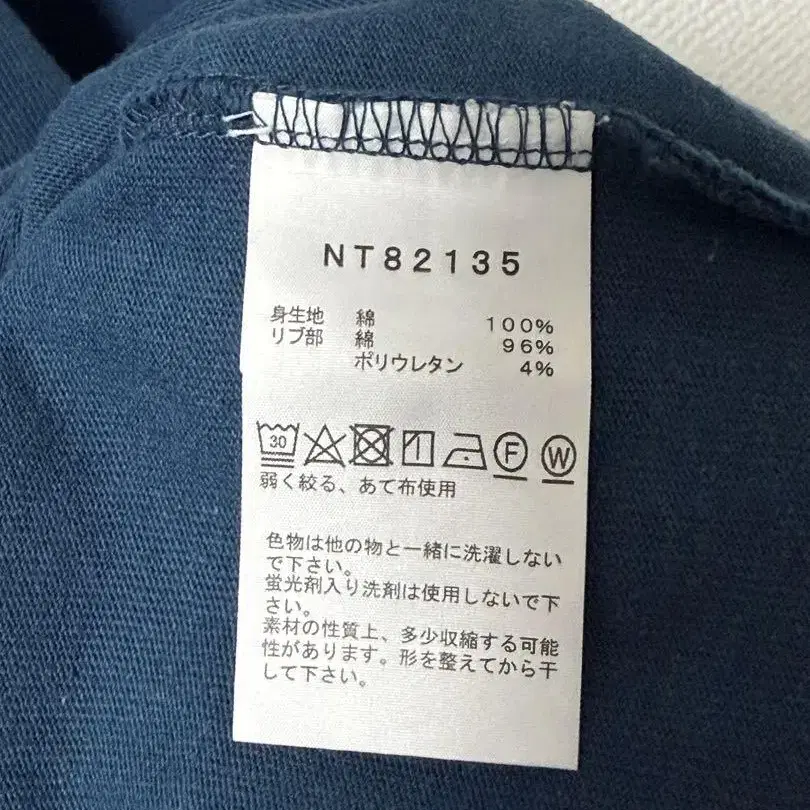 NT82135
身生地 綿 100%
リブ部 綿 96%
ポリウレタン 4%
30 F W
弱く絞る、あて布使用
色物は他の物と一緒に洗濯しない
で下さい。
蛍光剤入り洗剤は使用しないで下
さい。
素材の性質上、多少収縮する可能
性があります。形を整えてから干
して下さい。